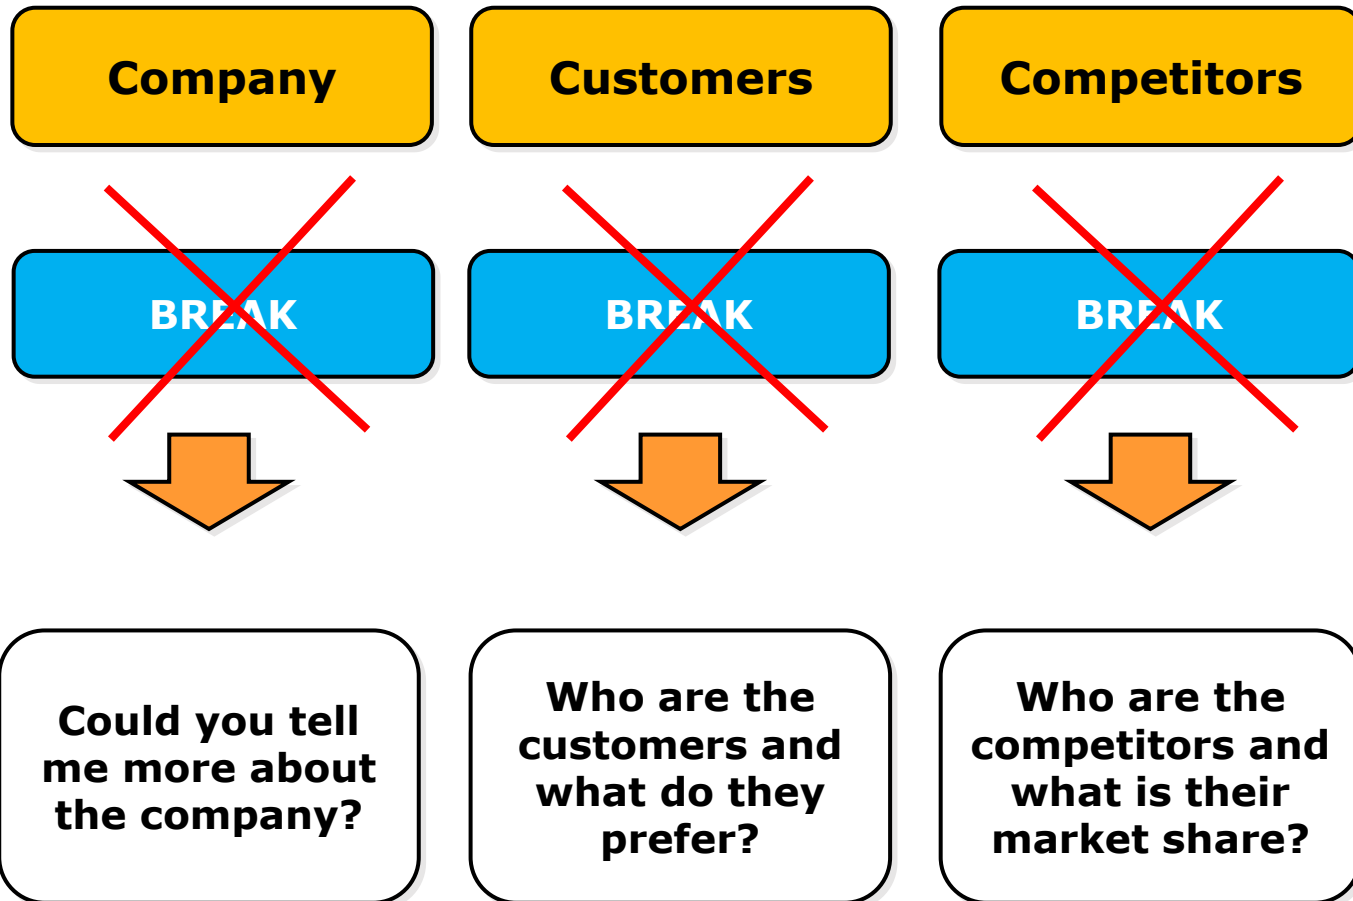 Company
Customers
Competitors
BREAK
BREAK
BREAK
Could you tell
me more about
the company?
Who are the
customers and
what do they
prefer?
Who are the
competitors and
what is their
market share?